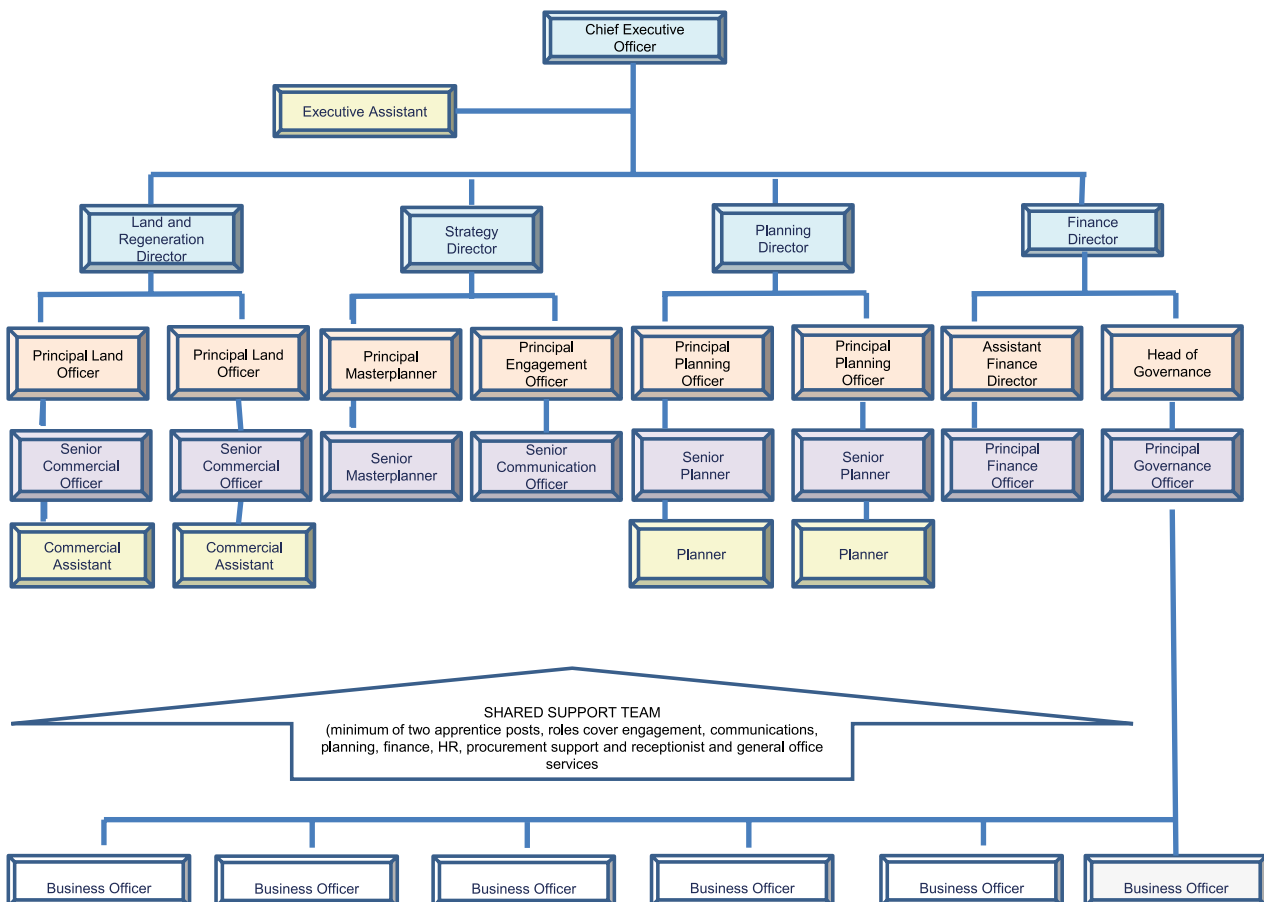 Chief Executive
Officer
Executive Assistant
Land and
Regeneration
Director
Strategy
Director
Planning
Director
Finance
Director
Principal Land
Officer
Principal Land
Officer
Principal
Masterplanner
Principal
Engagement
Officer
Principal
Planning
Officer
Principal
Planning
Officer
Assistant
Finance
Director
Head of
Governance
Senior
Commercial
Officer
Senior
Commercial
Officer
Senior
Masterplanner
Senior
Communication
Officer
Senior
Planner
Senior
Planner
Principal
Finance
Officer
Principal
Governance
Officer
Commercial
Assistant
Commercial
Assistant
Planner
Planner
SHARED SUPPORT TEAM
(minimum of two apprentice posts, roles cover engagement, communications,
planning, finance, HR, procurement support and receptionist and general office
services
Business Officer
Business Officer
Business Officer
Business Officer
Business Officer
Business Officer